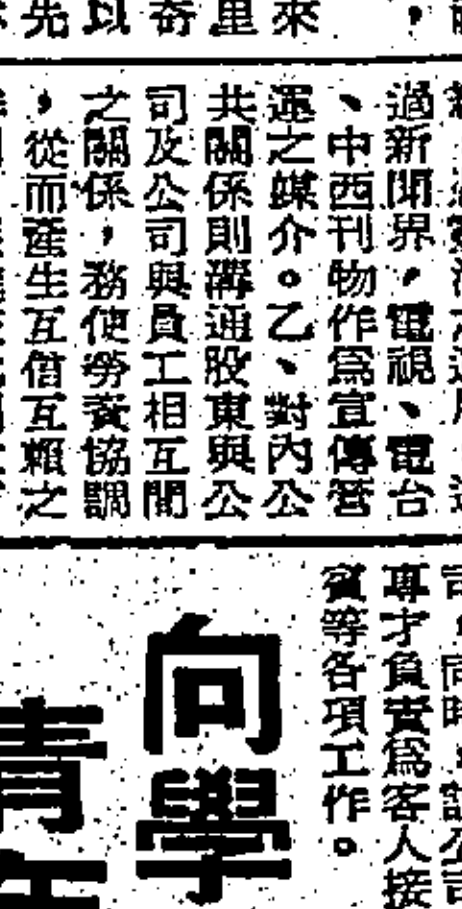 來
里
奇
以
先
過新聞界，電視、電台
、中西刊物作爲宣傳營
運之媒介。乙、對內公
共關係則溝通股東與公
司及公司與員工相互間
之關係，務使勞資協調
，從而產生互信互賴之
專才負責爲客人接
賓等各項工作。
向學
青年